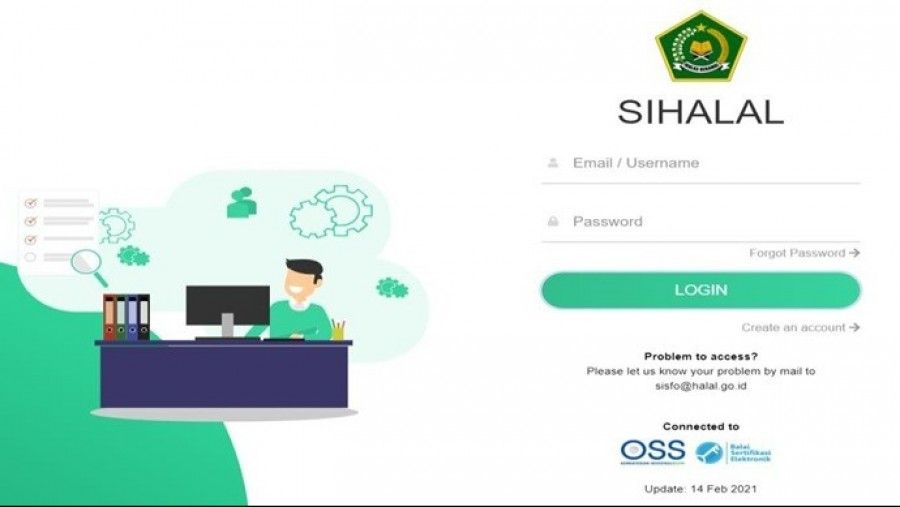 SIHALAL
Email / Username
Password
Forgot Password →
LOGIN
Create an account →
Problem to access?
Please let us know your problem by mail to
sisfo@halal.go.id
Connected to
OSS
Balai
Sertifikasi
Elektronik
Update: 14 Feb 2021